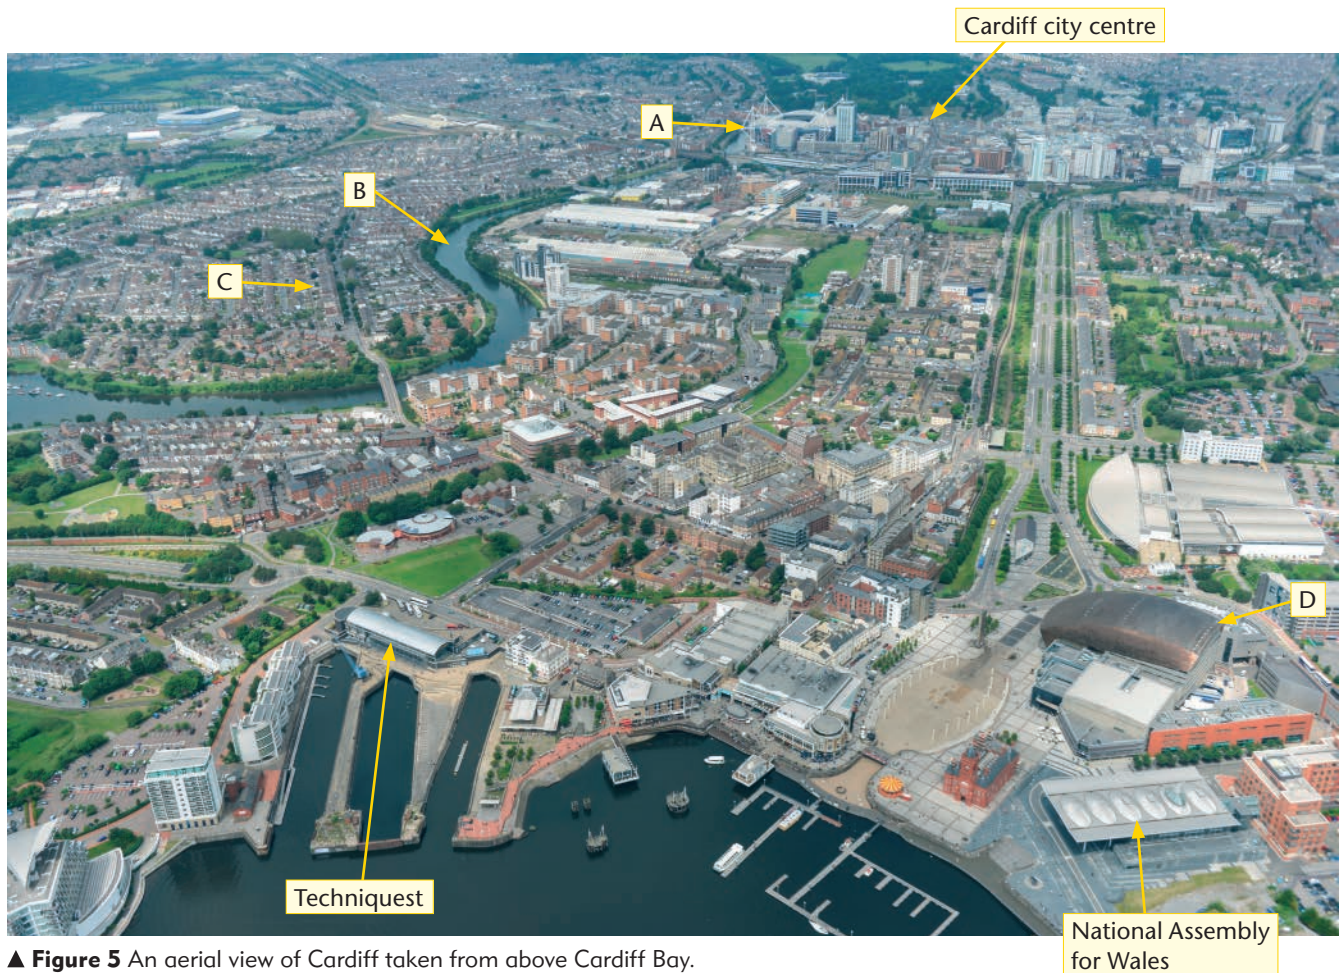 Cardiff city centre
A
B
C
D
Techniquest
National Assembly
for Wales
▲ Figure 5 An aerial view of Cardiff taken from above Cardiff Bay.